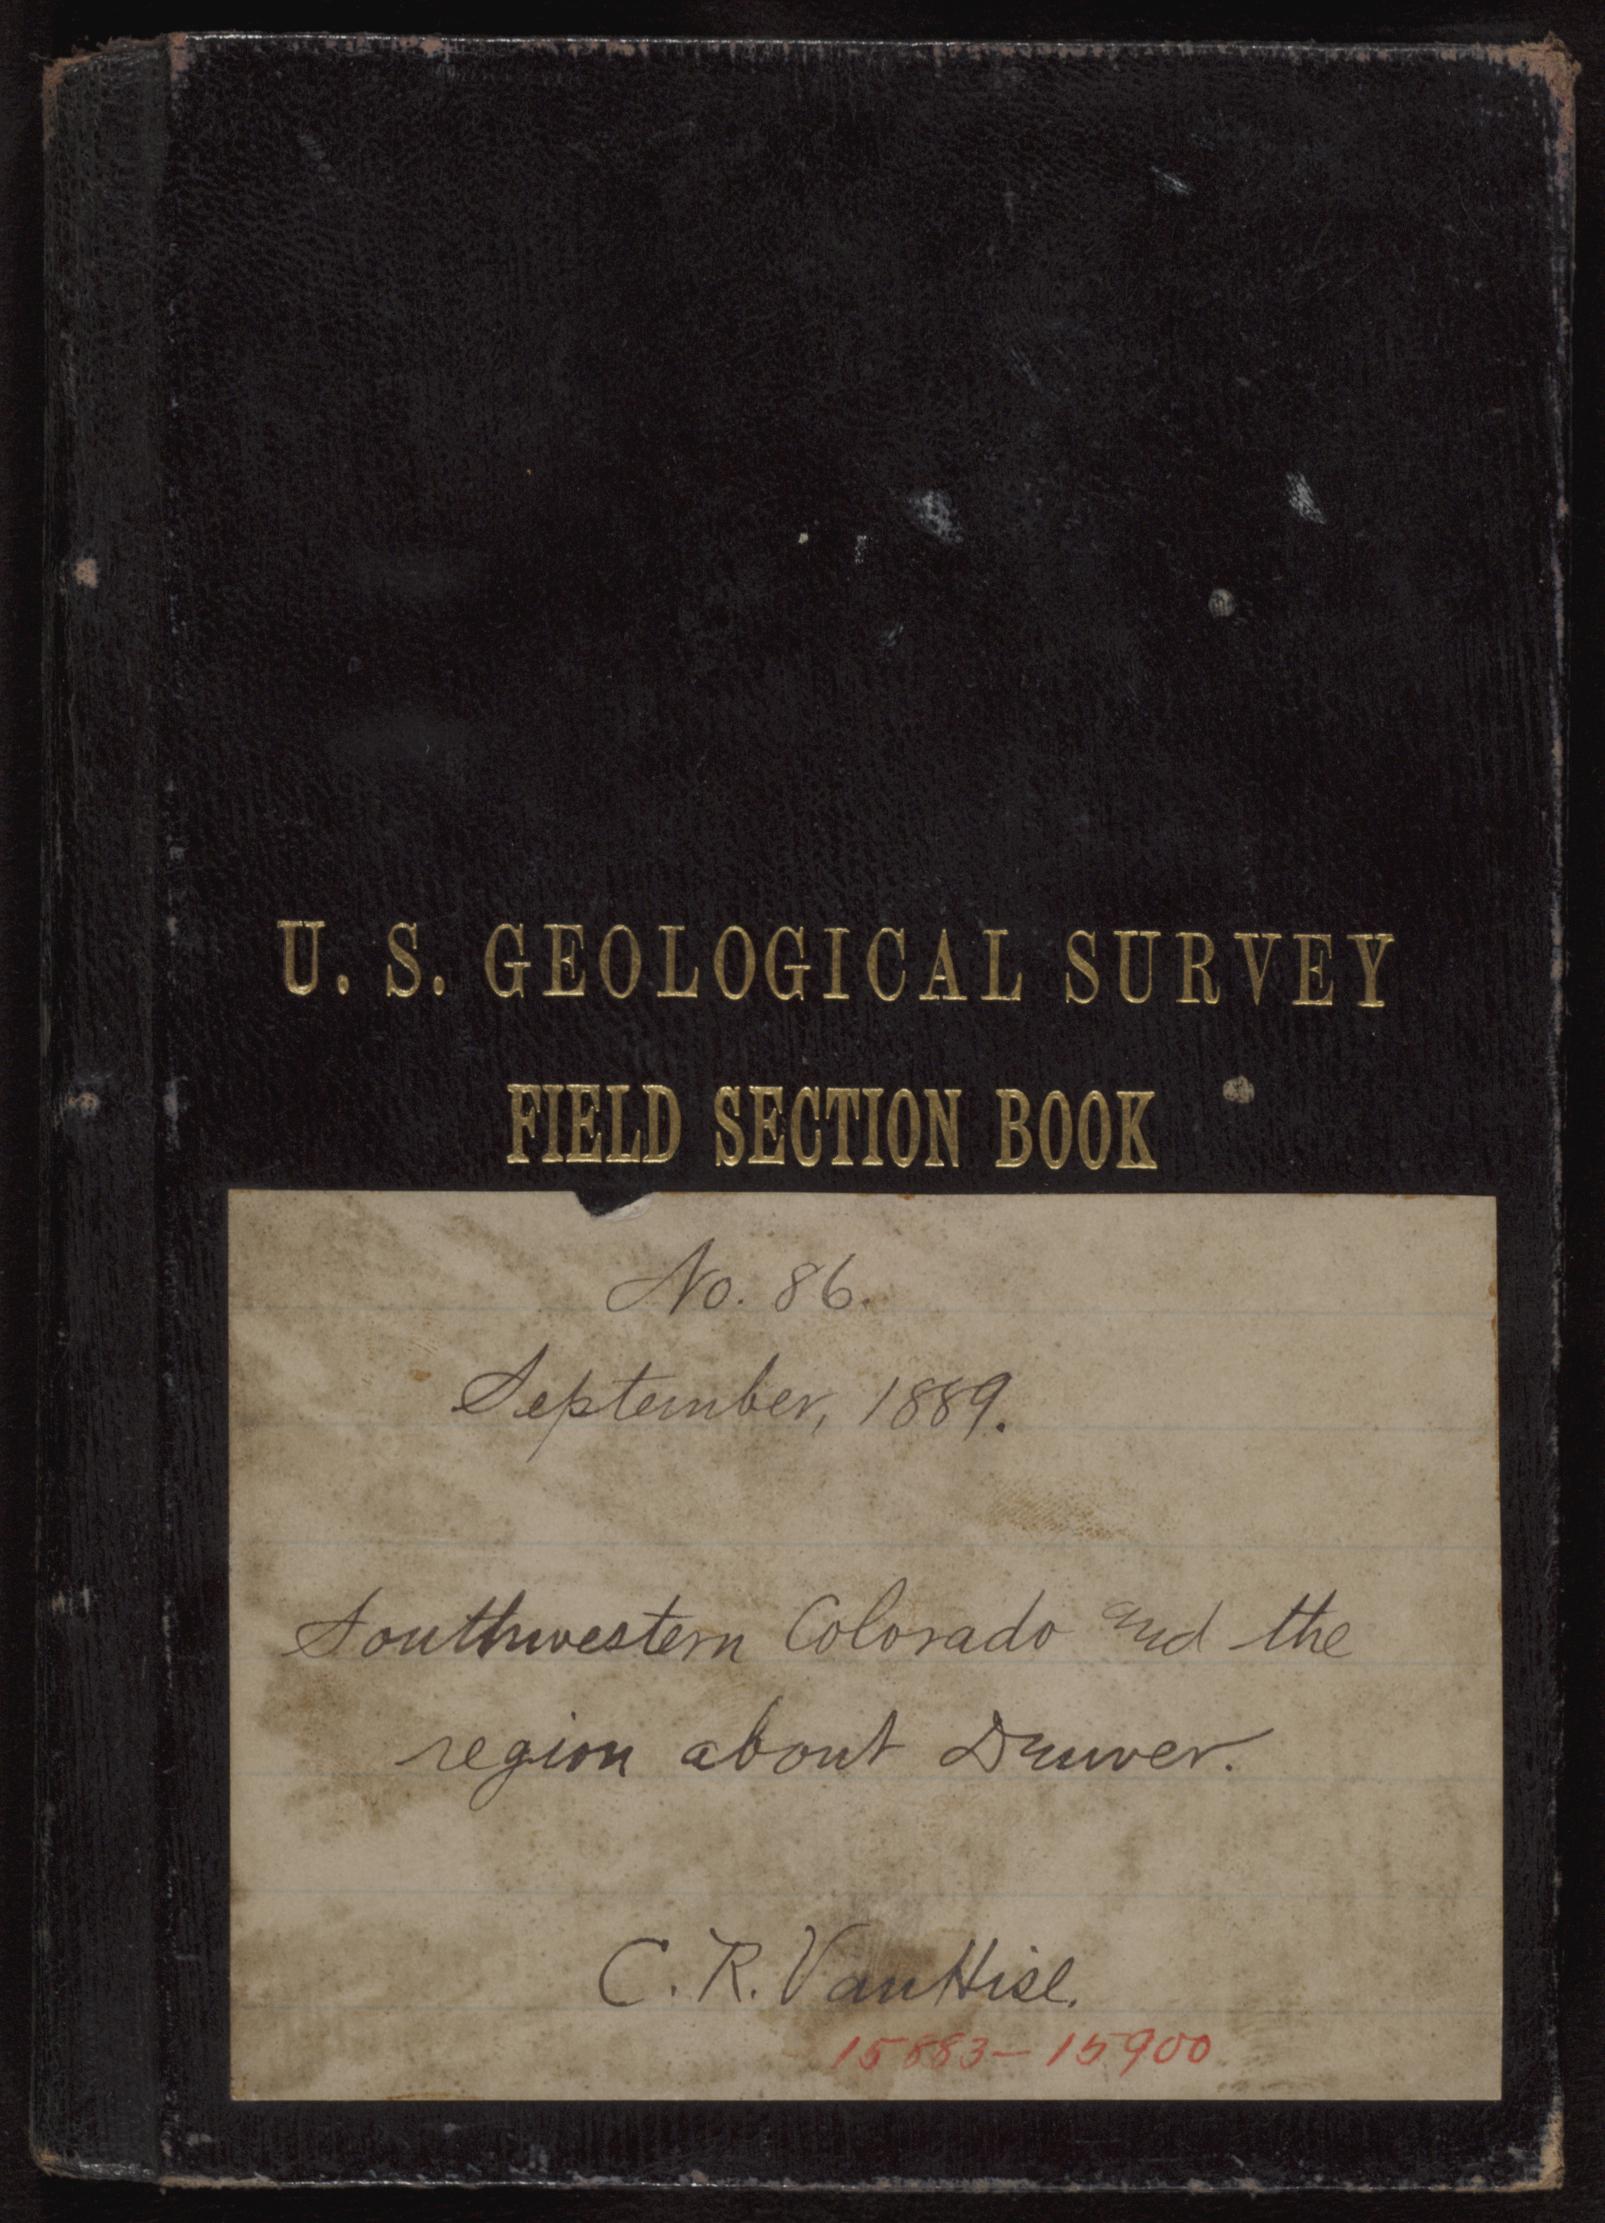 U. S. GEOLOGICAL SURVEY
FIELD SECTION BOOK
No. 86.
September, 1889.
Southwestern Colorado and the
region about Denver.
C. R. Van Hise.
15883–15900